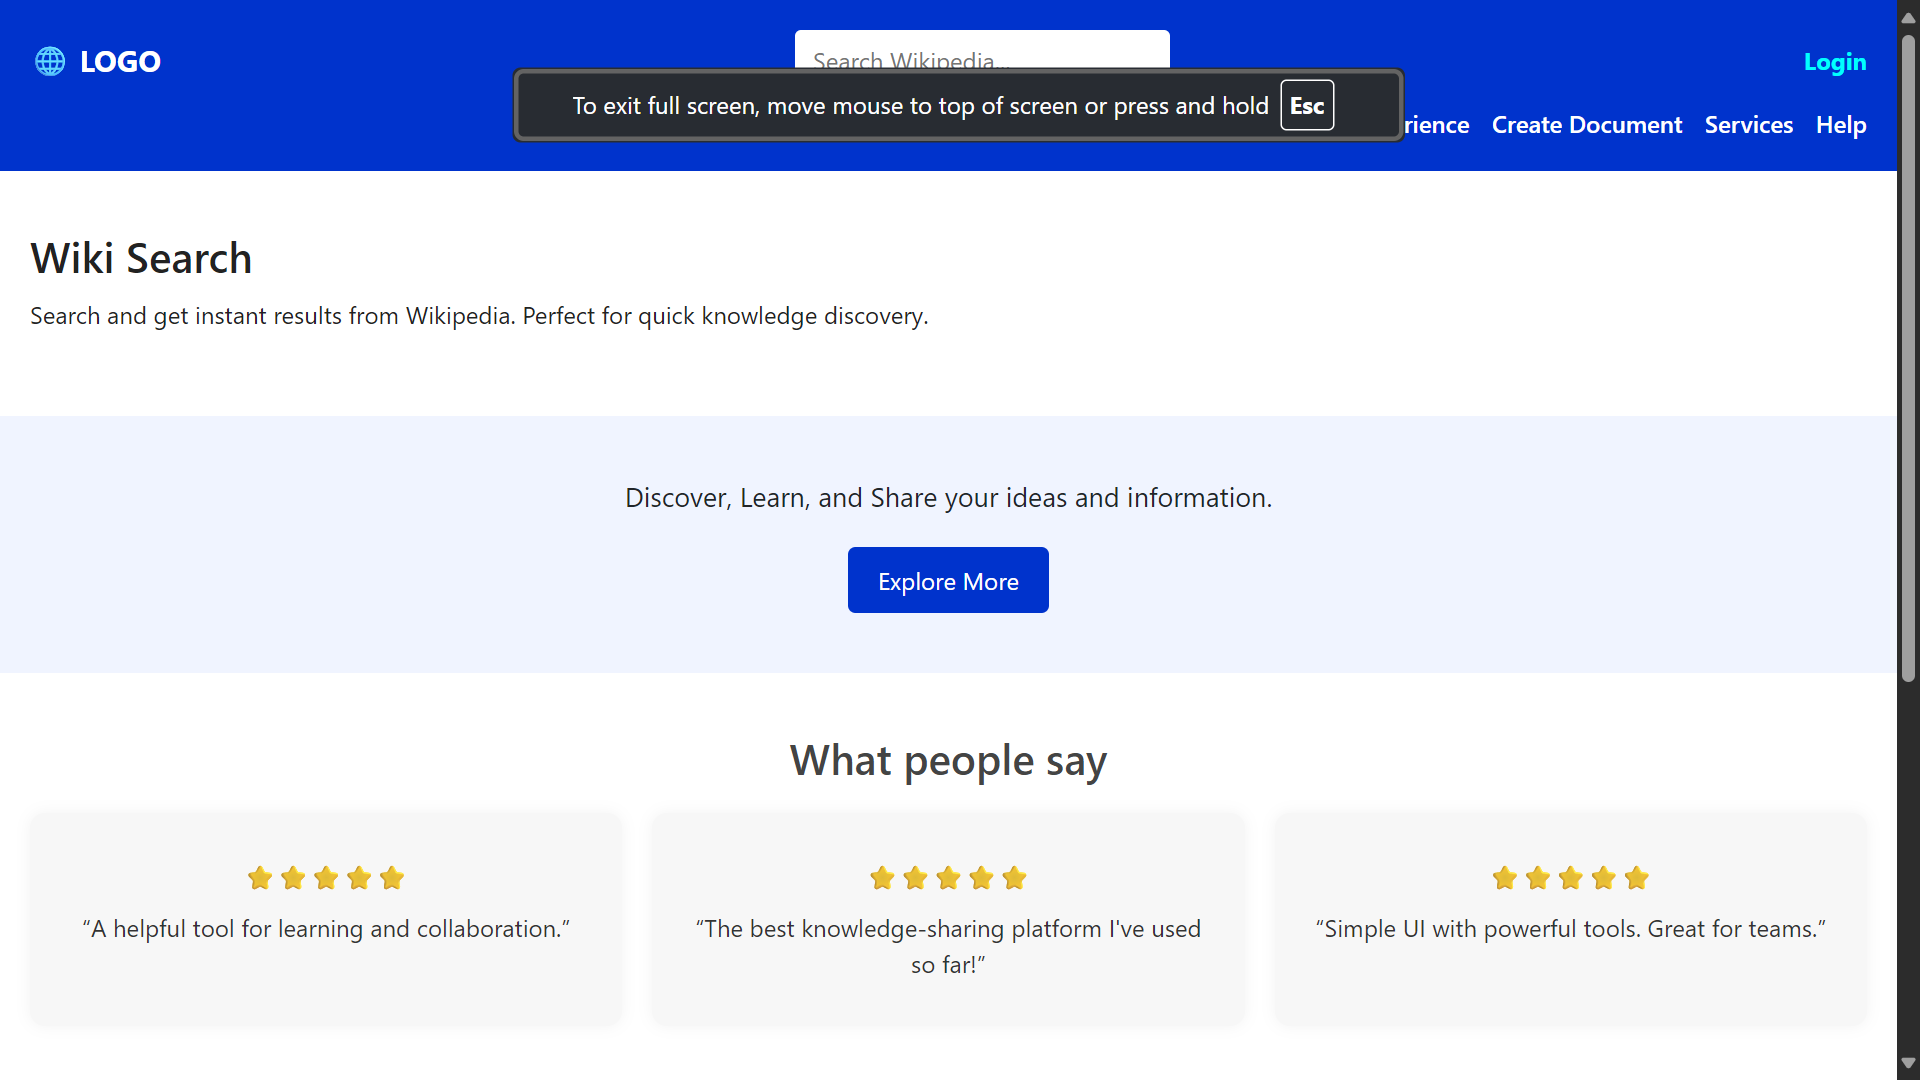 LOGO
Search Wikipedia...
Login
To exit full screen, move mouse to top of screen or press and hold Esc
rience Create Document Services Help
Wiki Search
Search and get instant results from Wikipedia. Perfect for quick knowledge discovery.
Discover, Learn, and Share your ideas and information.
Explore More
What people say
“A helpful tool for learning and collaboration.”
“The best knowledge-sharing platform I've used
so far!”
“Simple UI with powerful tools. Great for teams.”